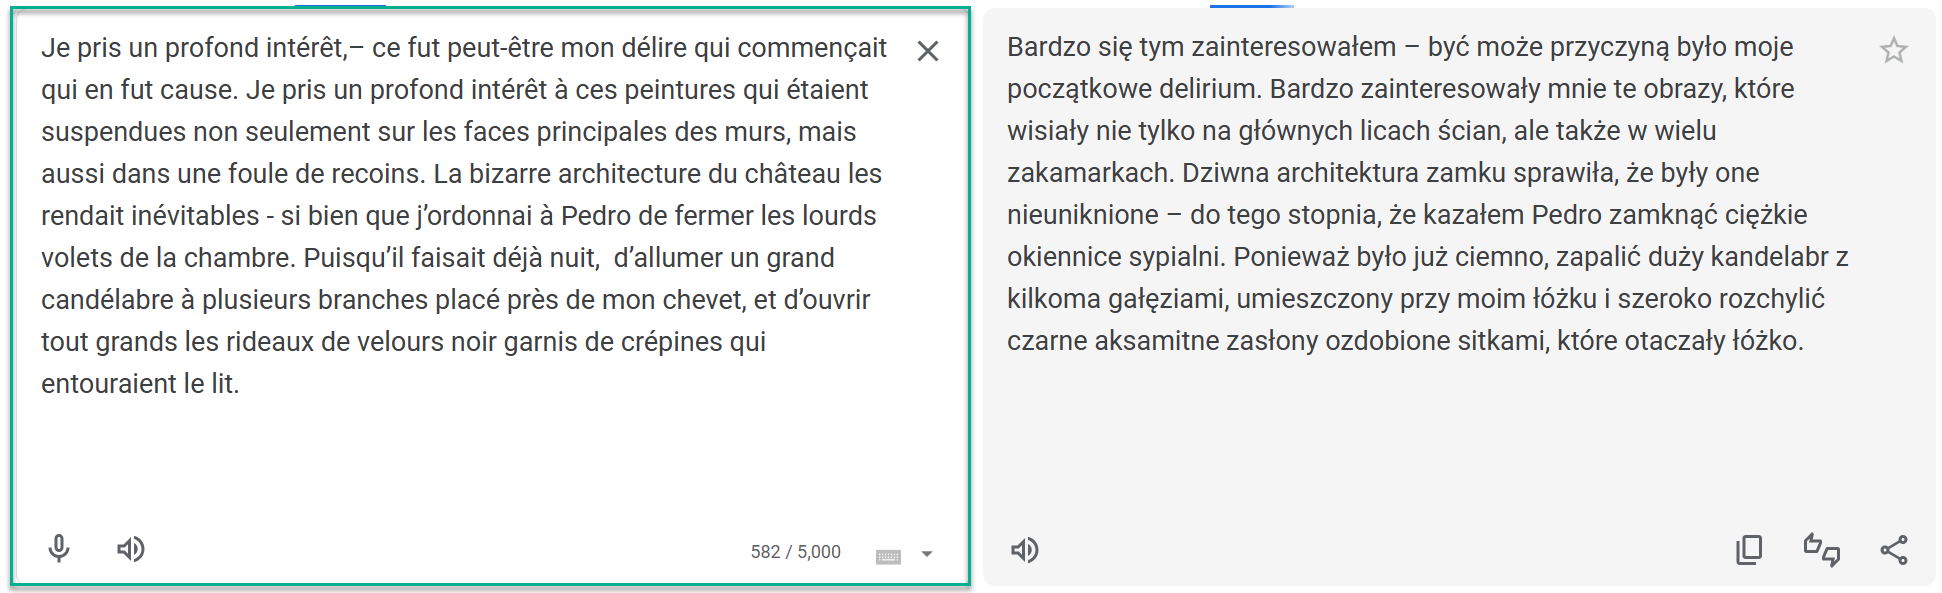 Je pris un profond intérêt,– ce fut peut-être mon délire qui commençait
qui en fut cause. Je pris un profond intérêt à ces peintures qui étaient
suspendues non seulement sur les faces principales des murs, mais
aussi dans une foule de recoins. La bizarre architecture du château les
rendait inévitables - si bien que j’ordonnai à Pedro de fermer les lourds
volets de la chambre. Puisqu’il faisait déjà nuit,  d’allumer un grand
candélabre à plusieurs branches placé près de mon chevet, et d’ouvrir
tout grands les rideaux de velours noir garnis de crépines qui
entouraient le lit.
582 / 5,000
Bardzo się tym zainteresowałem – być może przyczyną było moje
początkowe delirium. Bardzo zainteresowały mnie te obrazy, które
wisiały nie tylko na głównych licach ścian, ale także w wielu
zakamarkach. Dziwna architektura zamku sprawiła, że były one
nieuniknione – do tego stopnia, że kazałem Pedro zamknąć ciężkie
okiennice sypialni. Ponieważ było już ciemno, zapalić duży kandelabr z
kilkoma gałęziami, umieszczony przy moim łóżku i szeroko rozchylić
czarne aksamitne zasłony ozdobione sitkami, które otaczały łóżko.